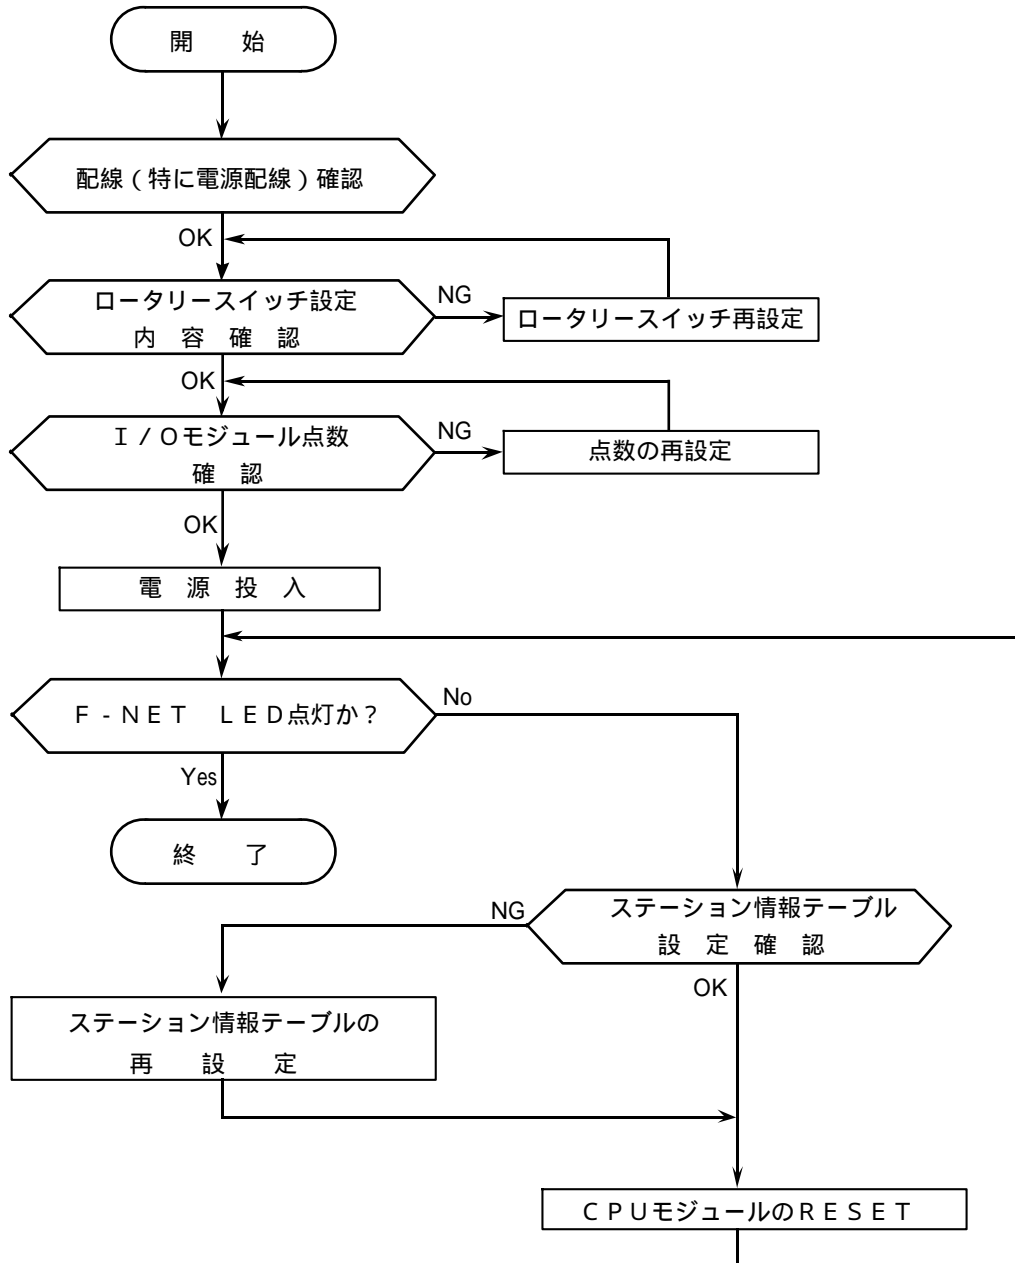 開　　始
配線（特に電源配線）確認
OK
ロータリースイッチ設定
内　容　確　認
NG
ロータリースイッチ再設定
OK
Ｉ／Ｏモジュール点数
確　認
NG
点数の再設定
OK
電　源　投　入
Ｆ-ＮＥＴ　ＬＥＤ点灯か？
No
Yes
終　　了
ステーション情報テーブル
設　定　確　認
NG
OK
ステーション情報テーブルの
再　　設　　定
ＣＰＵモジュールのＲＥＳＥＴ